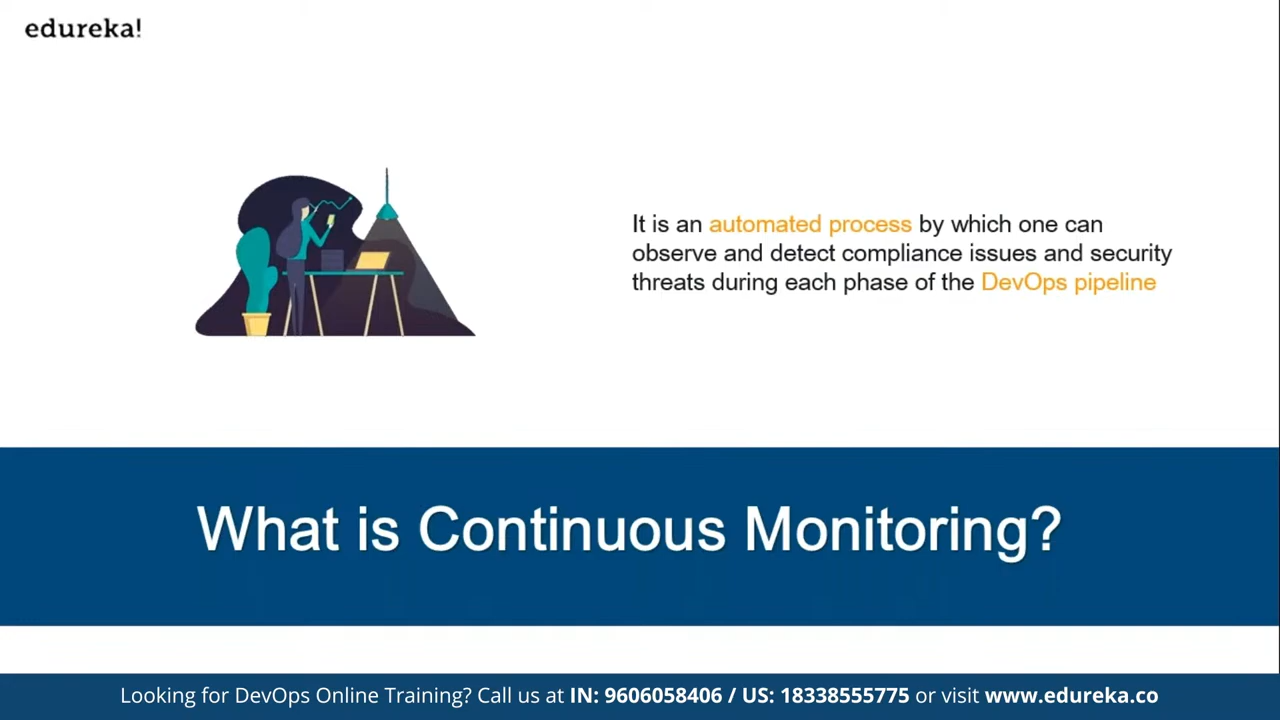 edureka!
It is an automated process by which one can
observe and detect compliance issues and security
threats during each phase of the DevOps pipeline
What is Continuous Monitoring?
Looking for DevOps Online Training? Call us at IN: 9606058406 / US: 18338555775 or visit www.edureka.co